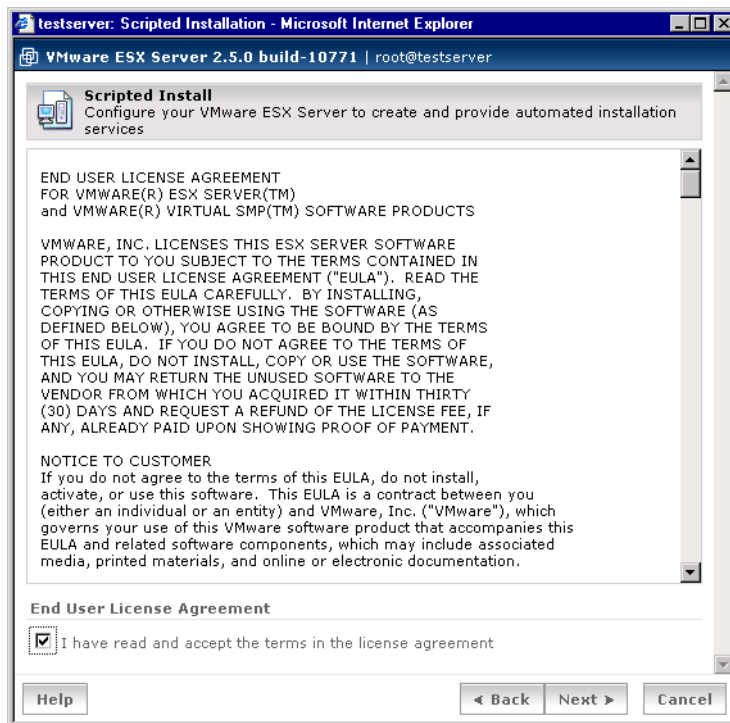 testserver: Scripted Installation - Microsoft Internet Explorer
VMware ESX Server 2.5.0 build-10771 | root@testserver
Scripted Install
Configure your VMware ESX Server to create and provide automated installation
services
END USER LICENSE AGREEMENT
FOR VMWARE(R) ESX SERVER(TM)
and VMWARE(R) VIRTUAL SMP(TM) SOFTWARE PRODUCTS
VMWARE, INC. LICENSES THIS ESX SERVER SOFTWARE
PRODUCT TO YOU SUBJECT TO THE TERMS CONTAINED IN
THIS END USER LICENSE AGREEMENT ("EULA").  READ THE
TERMS OF THIS EULA CAREFULLY.  BY INSTALLING,
COPYING OR OTHERWISE USING THE SOFTWARE (AS
DEFINED BELOW), YOU AGREE TO BE BOUND BY THE TERMS
OF THIS EULA.  IF YOU DO NOT AGREE TO THE TERMS OF
THIS EULA, DO NOT INSTALL, COPY OR USE THE SOFTWARE,
AND YOU MAY RETURN THE UNUSED SOFTWARE TO THE
VENDOR FROM WHICH YOU ACQUIRED IT WITHIN THIRTY
(30) DAYS AND REQUEST A REFUND OF THE LICENSE FEE, IF
ANY, ALREADY PAID UPON SHOWING PROOF OF PAYMENT.
NOTICE TO CUSTOMER
If you do not agree to the terms of this EULA, do not install,
activate, or use this software.  This EULA is a contract between you
(either an individual or an entity) and VMware, Inc. ("VMware"), which
governs your use of this VMware software product that accompanies this
EULA and related software components, which may include associated
media, printed materials, and online or electronic documentation.
End User License Agreement
I have read and accept the terms in the license agreement
Help
Back
Next
Cancel